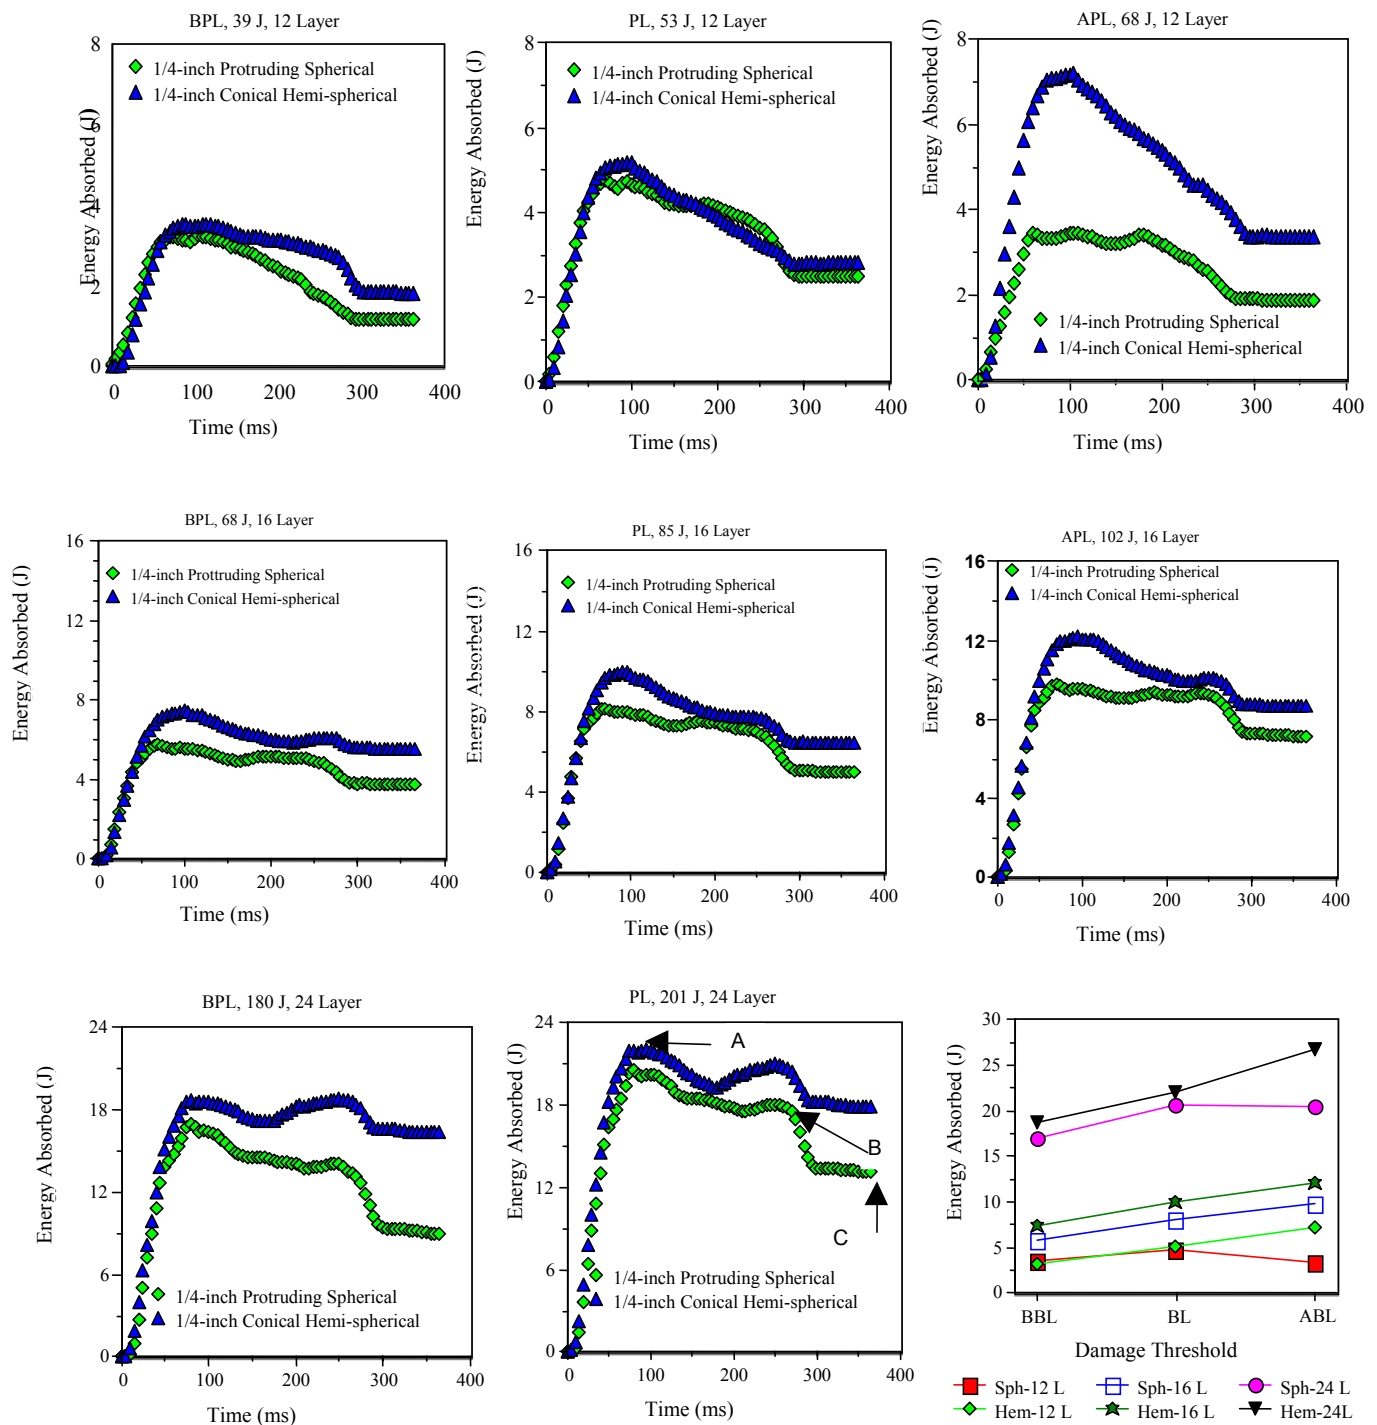 BPL, 39 J, 12 Layer
8
6
4
2
0
Energy Absorbed (J)
1/4-inch Protruding Spherical
1/4-inch Conical Hemi-spherical
0 100 200 300 400
Time (ms)
PL, 53 J, 12 Layer
8
6
4
2
0
Energy Absorbed (J)
1/4-inch Protruding Spherical
1/4-inch Conical Hemi-spherical
0 100 200 300 400
Time (ms)
APL, 68 J, 12 Layer
8
6
4
2
0
Energy Absorbed (J)
1/4-inch Protruding Spherical
1/4-inch Conical Hemi-spherical
0 100 200 300 400
Time (ms)
BPL, 68 J, 16 Layer
16
12
8
4
0
Energy Absorbed (J)
1/4-inch Prottruding Spherical
1/4-inch Conical Hemi-spherical
0 100 200 300 400
Time (ms)
PL, 85 J, 16 Layer
16
12
8
4
0
Energy Absorbed (J)
1/4-inch Protruding Spherical
1/4-inch Conical Hemi-spherical
0 100 200 300 400
Time (ms)
APL, 102 J, 16 Layer
16
12
8
4
0
Energy Absorbed (J)
1/4-inch Protruding Spherical
1/4-inch Conical Hemi-spherical
0 100 200 300 400
Time (ms)
BPL, 180 J, 24 Layer
24
18
12
6
0
Energy Absorbed (J)
1/4-inch Protruding Spherical
1/4-inch Conical Hemi-spherical
0 100 200 300 400
Time (ms)
PL, 201 J, 24 Layer
24
18
12
6
0
Energy Absorbed (J)
A
B
C
1/4-inch Protruding Spherical
1/4-inch Conical Hemi-spherical
0 100 200 300 400
Time (ms)
30
25
20
15
10
5
0
Energy Absorbed (J)
BBL BL ABL
Damage Threshold
Sph-12 L Sph-16 L Sph-24 L
Hem-12 L Hem-16 L Hem-24L